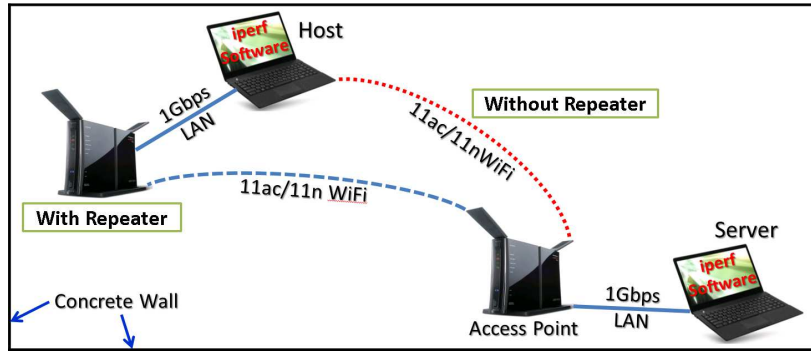 iperf
Software
Host
1Gbps
LAN
Without Repeater
11ac/11nWiFi
11ac/11n WiFi
With Repeater
Server
iperf
Software
1Gbps
LAN
Access Point
Concrete Wall